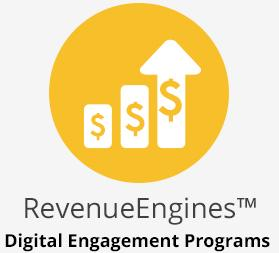 $ $ $
RevenueEngines™
Digital Engagement Programs